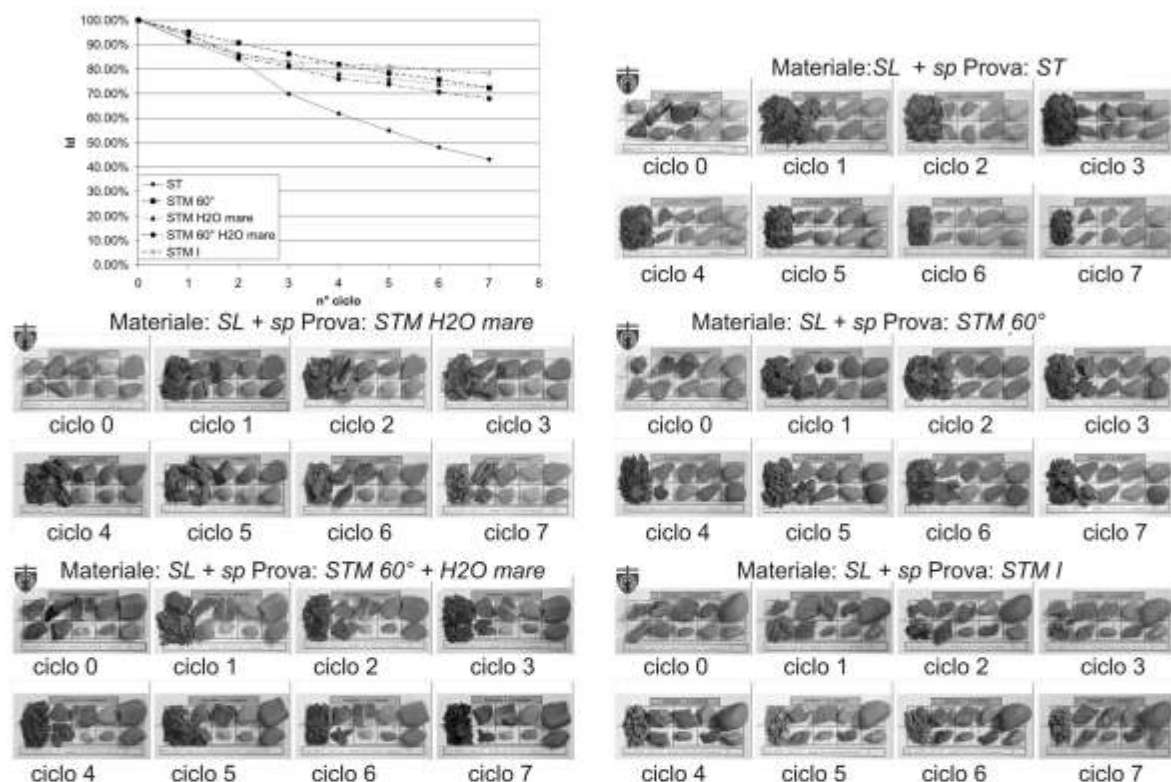 100.00%
90.00%
80.00%
70.00%
60.00%
50.00%
40.00%
30.00%
20.00%
10.00%
0.00%
Id
ST
STM 60°
STM H2O mare
STM 60° H2O mare
STM I
0 1 2 3 4 5 6 7 8
n° ciclo
Materiale:SL + sp Prova: ST
ciclo 0 ciclo 1 ciclo 2 ciclo 3
ciclo 4 ciclo 5 ciclo 6 ciclo 7
Materiale: SL + sp Prova: STM H2O mare
ciclo 0 ciclo 1 ciclo 2 ciclo 3
ciclo 4 ciclo 5 ciclo 6 ciclo 7
Materiale: SL + sp Prova: STM 60°
ciclo 0 ciclo 1 ciclo 2 ciclo 3
ciclo 4 ciclo 5 ciclo 6 ciclo 7
Materiale: SL + sp Prova: STM 60° + H2O mare
ciclo 0 ciclo 1 ciclo 2 ciclo 3
ciclo 4 ciclo 5 ciclo 6 ciclo 7
Materiale: SL + sp Prova: STM I
ciclo 0 ciclo 1 ciclo 2 ciclo 3
ciclo 4 ciclo 5 ciclo 6 ciclo 7